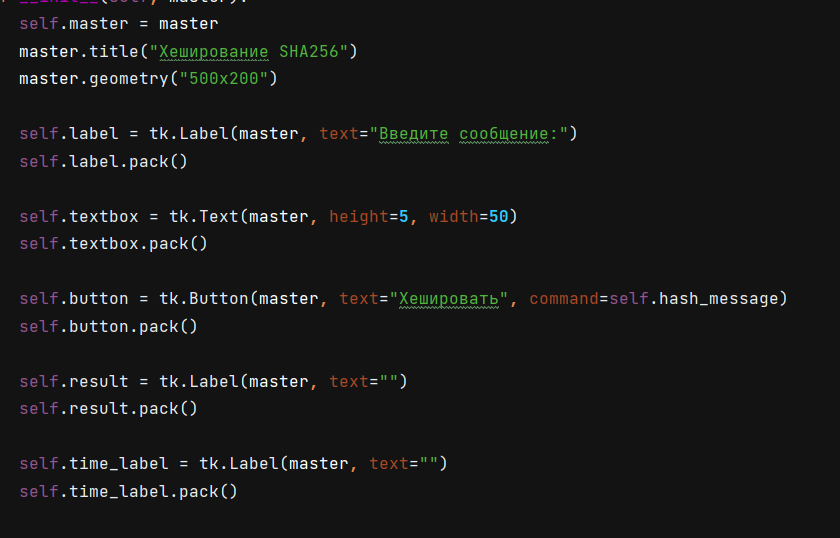 __init__(self, master):
self.master = master
master.title("Хеширование SHA256")
master.geometry("500x200")
self.label = tk.Label(master, text="Введите сообщение:")
self.label.pack()
self.textbox = tk.Text(master, height=5, width=50)
self.textbox.pack()
self.button = tk.Button(master, text="Хешировать", command=self.hash_message)
self.button.pack()
self.result = tk.Label(master, text="")
self.result.pack()
self.time_label = tk.Label(master, text="")
self.time_label.pack()